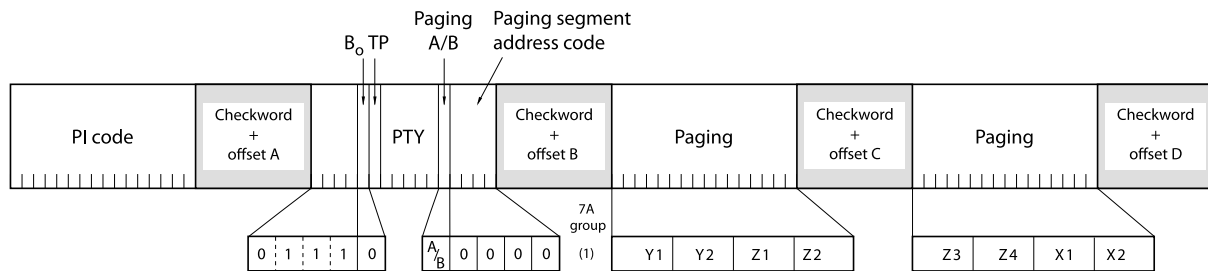 Paging Paging segment
B₀ TP A/B address code
PI code
Checkword
+
offset A
PTY
Checkword
+
offset B
Paging
Checkword
+
offset C
Paging
Checkword
+
offset D
7A
group
(1)
0 1 1 1 0
A/B 0 0 0 0
Y1 Y2 Z1 Z2
Z3 Z4 X1 X2